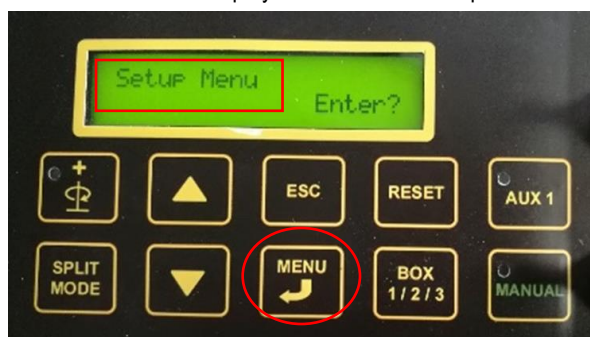 Setup Menu
Enter?
ESC
RESET
AUX 1
SPLIT
MODE
MENU
BOX
1/2/3
MANUAL